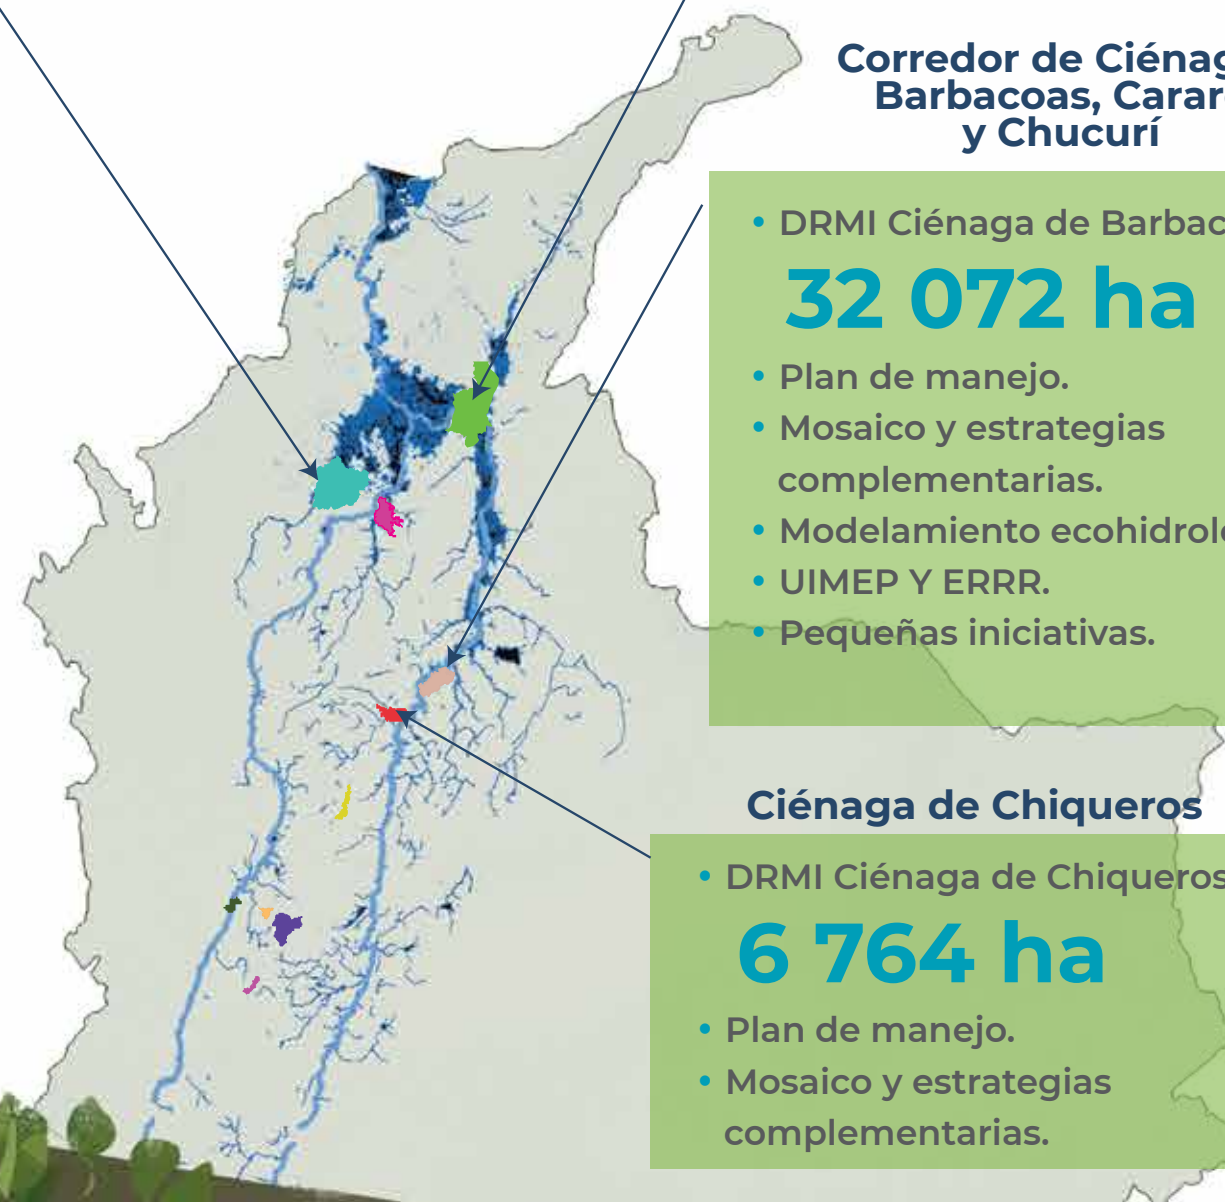 Corredor de Ciénag
Barbacoas, Carar
y Chucurí
• DRMI Ciénaga de Barbac
32 072 ha
• Plan de manejo.
• Mosaico y estrategias
complementarias.
• Modelamiento ecohidrol
• UIMEP Y ERRR.
• Pequeñas iniciativas.
Ciénaga de Chiqueros
• DRMI Ciénaga de Chiqueros
6 764 ha
• Plan de manejo.
• Mosaico y estrategias
complementarias.